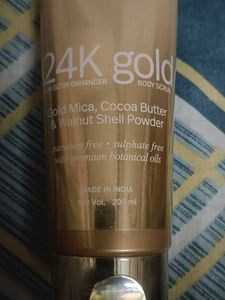 24K gold
SKIN GLOW ENHANCER BODY SCRUB
Gold Mica, Cocoa Butter
& Walnut Shell Powder
paraben free • sulphate free
with premium botanical oils
MADE IN INDIA
Net Vol. 200 ml